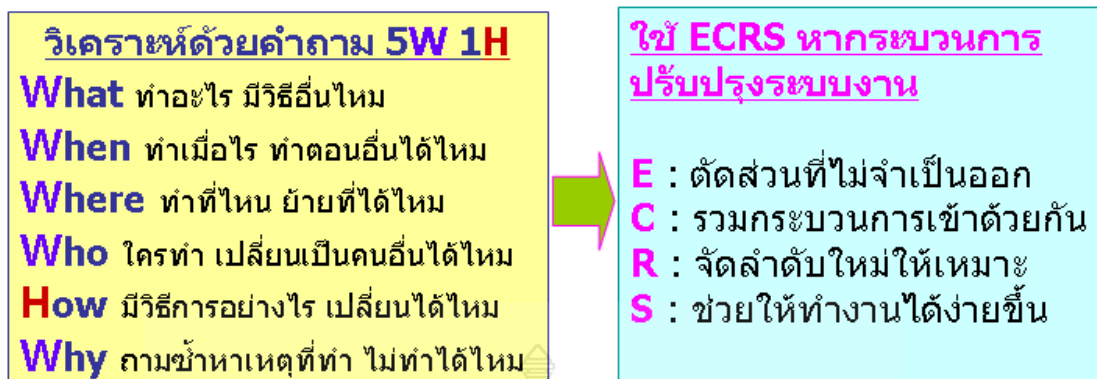 วิเคราะห์ด้วยคำถาม 5W 1H
What ทำอะไร มีวิธีอื่นไหม
When ทำเมื่อไร ทำตอนอื่นได้ไหม
Where ทำที่ไหน ย้ายที่ได้ไหม
Who ใครทำ เปลี่ยนเป็นคนอื่นได้ไหม
How มีวิธีการอย่างไร เปลี่ยนได้ไหม
Why ถามซ้ำหาเหตุที่ทำ ไม่ทำได้ไหม
ใช้ ECRS หากระบวนการ
ปรับปรุงระบบงาน
E : ตัดส่วนที่ไม่จำเป็นออก
C : รวมกระบวนการเข้าด้วยกัน
R : จัดลำดับใหม่ให้เหมาะ
S : ช่วยให้ทำงานได้ง่ายขึ้น